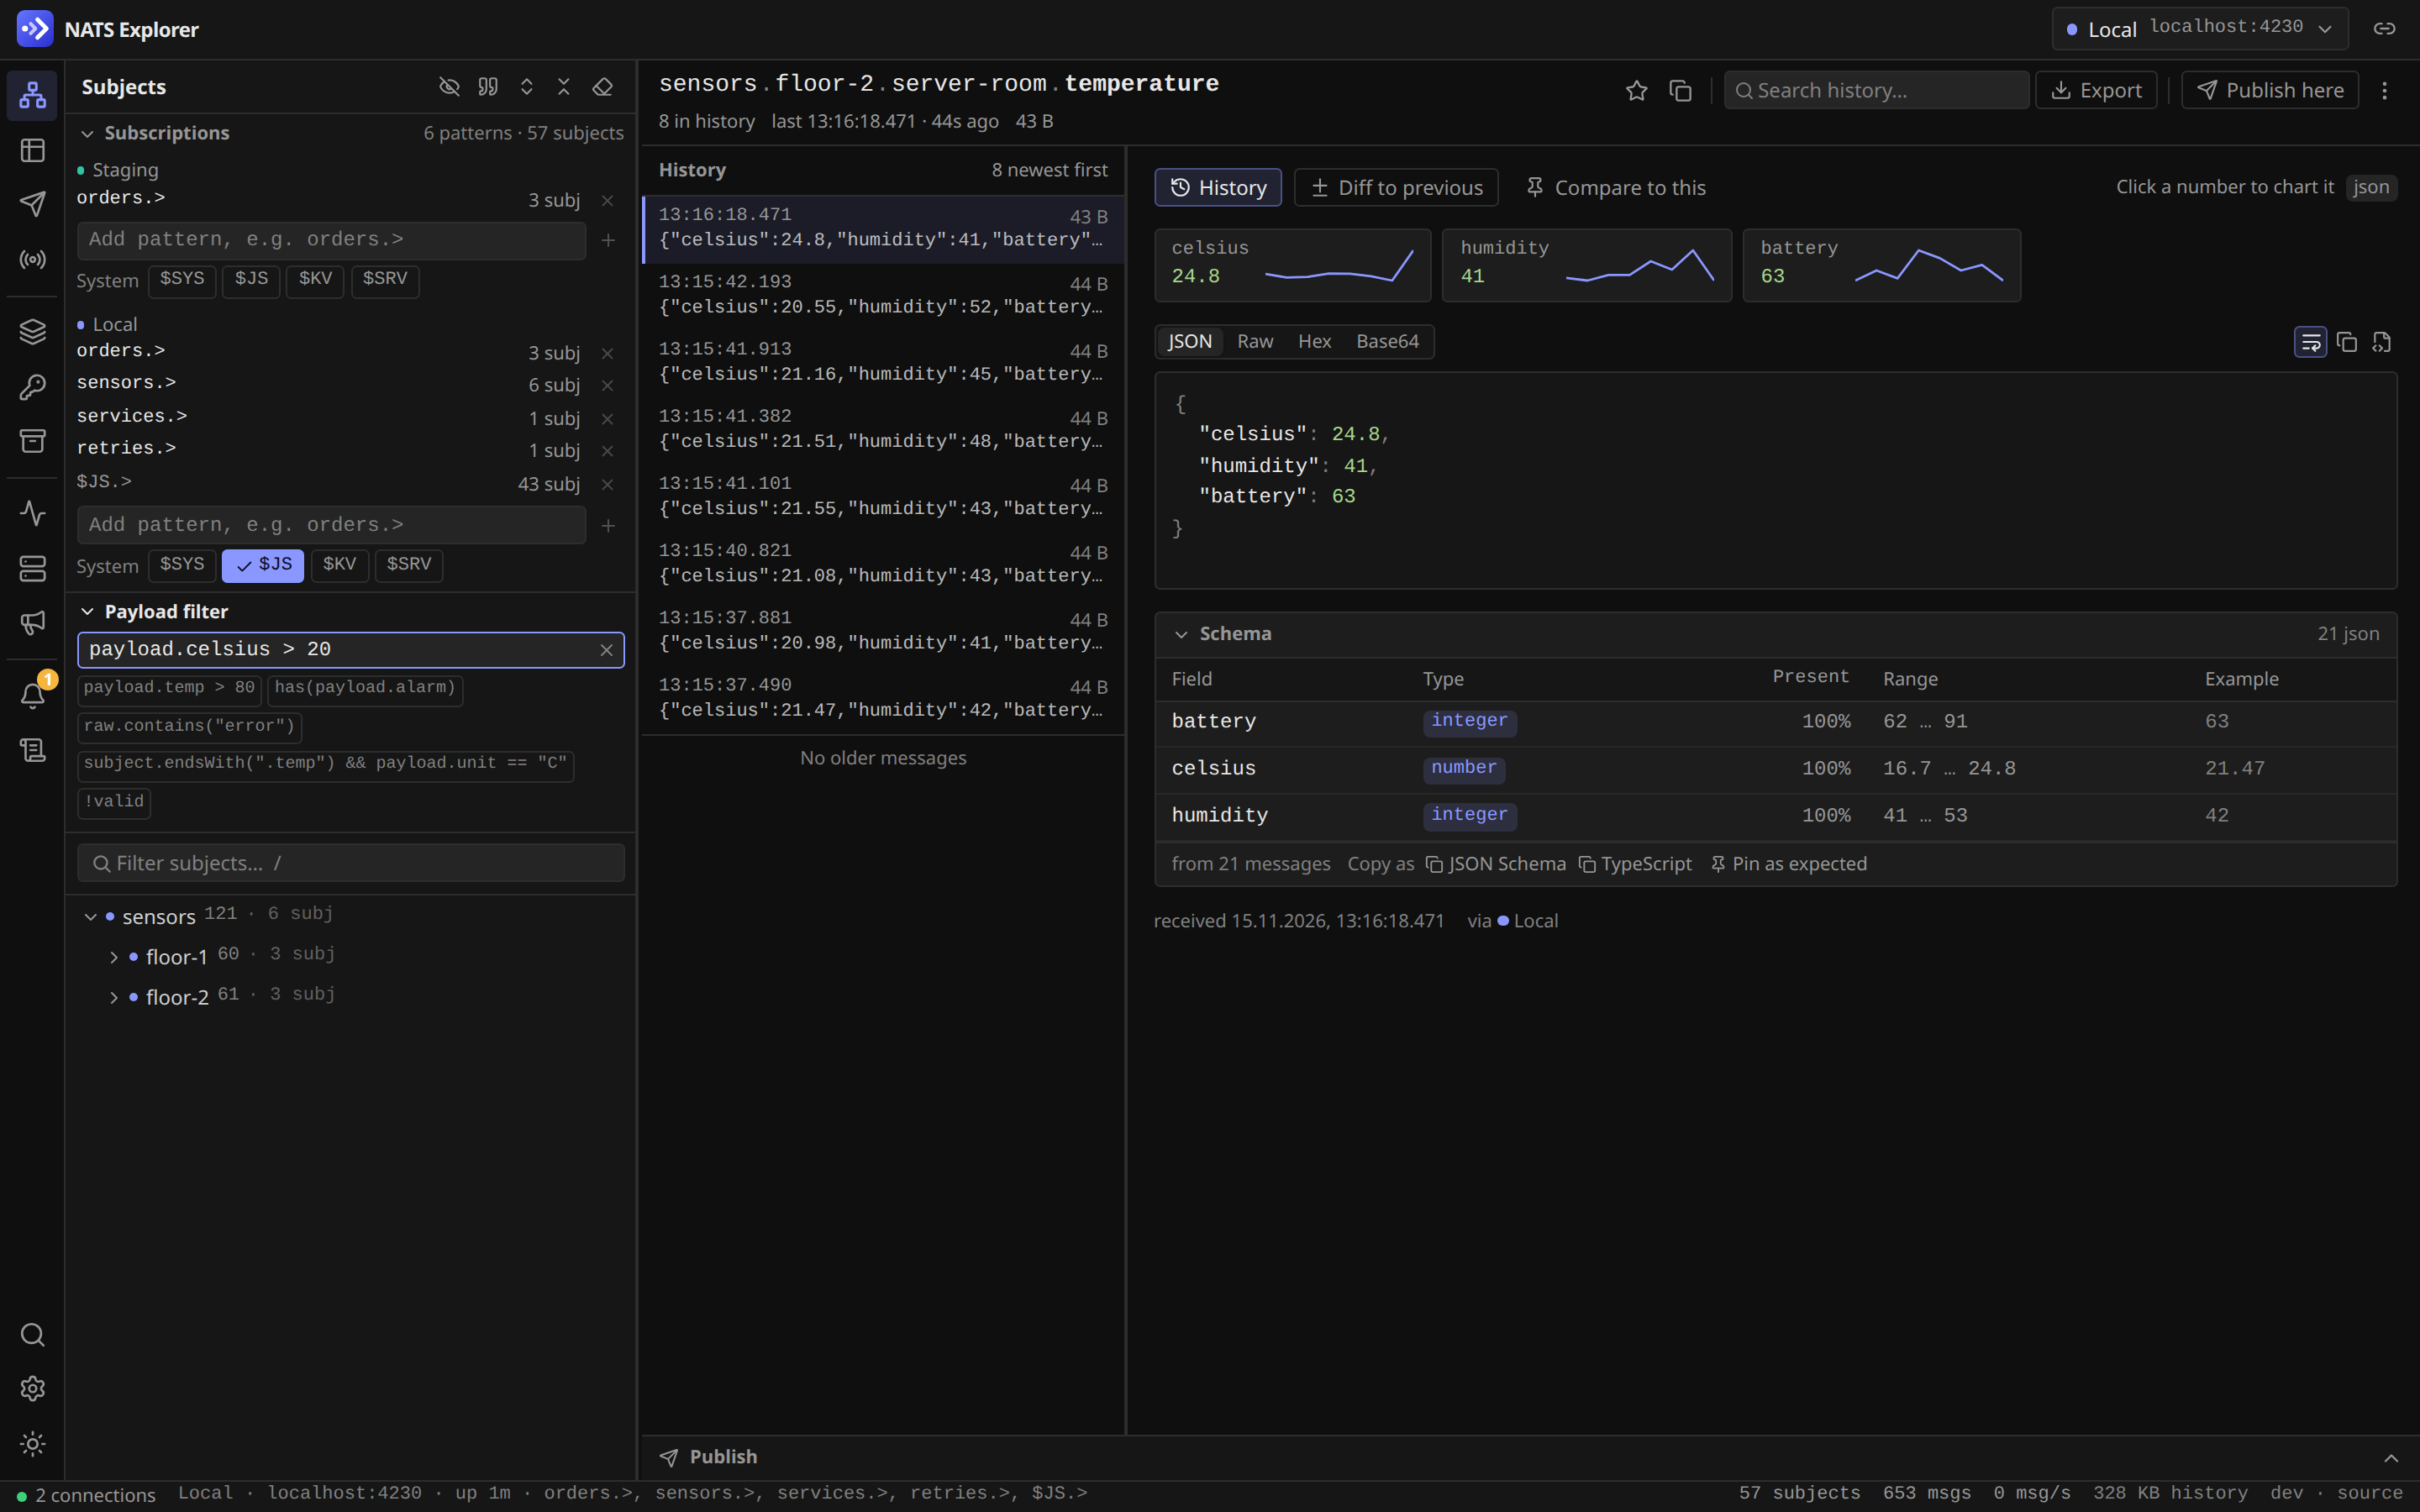 NATS Explorer
Local localhost:4230
Subjects
Subscriptions 6 patterns · 57 subjects
Staging
orders.> 3 subj
Add pattern, e.g. orders.>
System $SYS $JS $KV $SRV
Local
orders.> 3 subj
sensors.> 6 subj
services.> 1 subj
retries.> 1 subj
$JS.> 43 subj
Add pattern, e.g. orders.>
System $SYS $JS $KV $SRV
Payload filter
payload.celsius > 20
payload.temp > 80 has(payload.alarm)
raw.contains("error")
subject.endsWith(".temp") && payload.unit == "C"
!valid
Filter subjects... /
sensors 121 · 6 subj
floor-1 60 · 3 subj
floor-2 61 · 3 subj
1
sensors.floor-2.server-room.temperature
8 in history last 13:16:18.471 · 44s ago 43 B
Search history...
Export
Publish here
History 8 newest first
13:16:18.471 43 B
{"celsius":24.8,"humidity":41,"battery"…
13:15:42.193 44 B
{"celsius":20.55,"humidity":52,"battery…
13:15:41.913 44 B
{"celsius":21.16,"humidity":45,"battery…
13:15:41.382 44 B
{"celsius":21.51,"humidity":48,"battery…
13:15:41.101 44 B
{"celsius":21.55,"humidity":43,"battery…
13:15:40.821 44 B
{"celsius":21.08,"humidity":43,"battery…
13:15:37.881 44 B
{"celsius":20.98,"humidity":41,"battery…
13:15:37.490 44 B
{"celsius":21.47,"humidity":42,"battery…
No older messages
History Diff to previous Compare to this
Click a number to chart it json
celsius
24.8
humidity
41
battery
63
JSON Raw Hex Base64
{
"celsius": 24.8,
"humidity": 41,
"battery": 63
}
Schema 21 json
Field Type Present Range Example
battery integer 100% 62 … 91 63
celsius number 100% 16.7 … 24.8 21.47
humidity integer 100% 41 … 53 42
from 21 messages Copy as JSON Schema TypeScript Pin as expected
received 15.11.2026, 13:16:18.471 via Local
Publish
2 connections Local · localhost:4230 · up 1m · orders.>, sensors.>, services.>, retries.>, $JS.>
57 subjects 653 msgs 0 msg/s 328 KB history dev · source